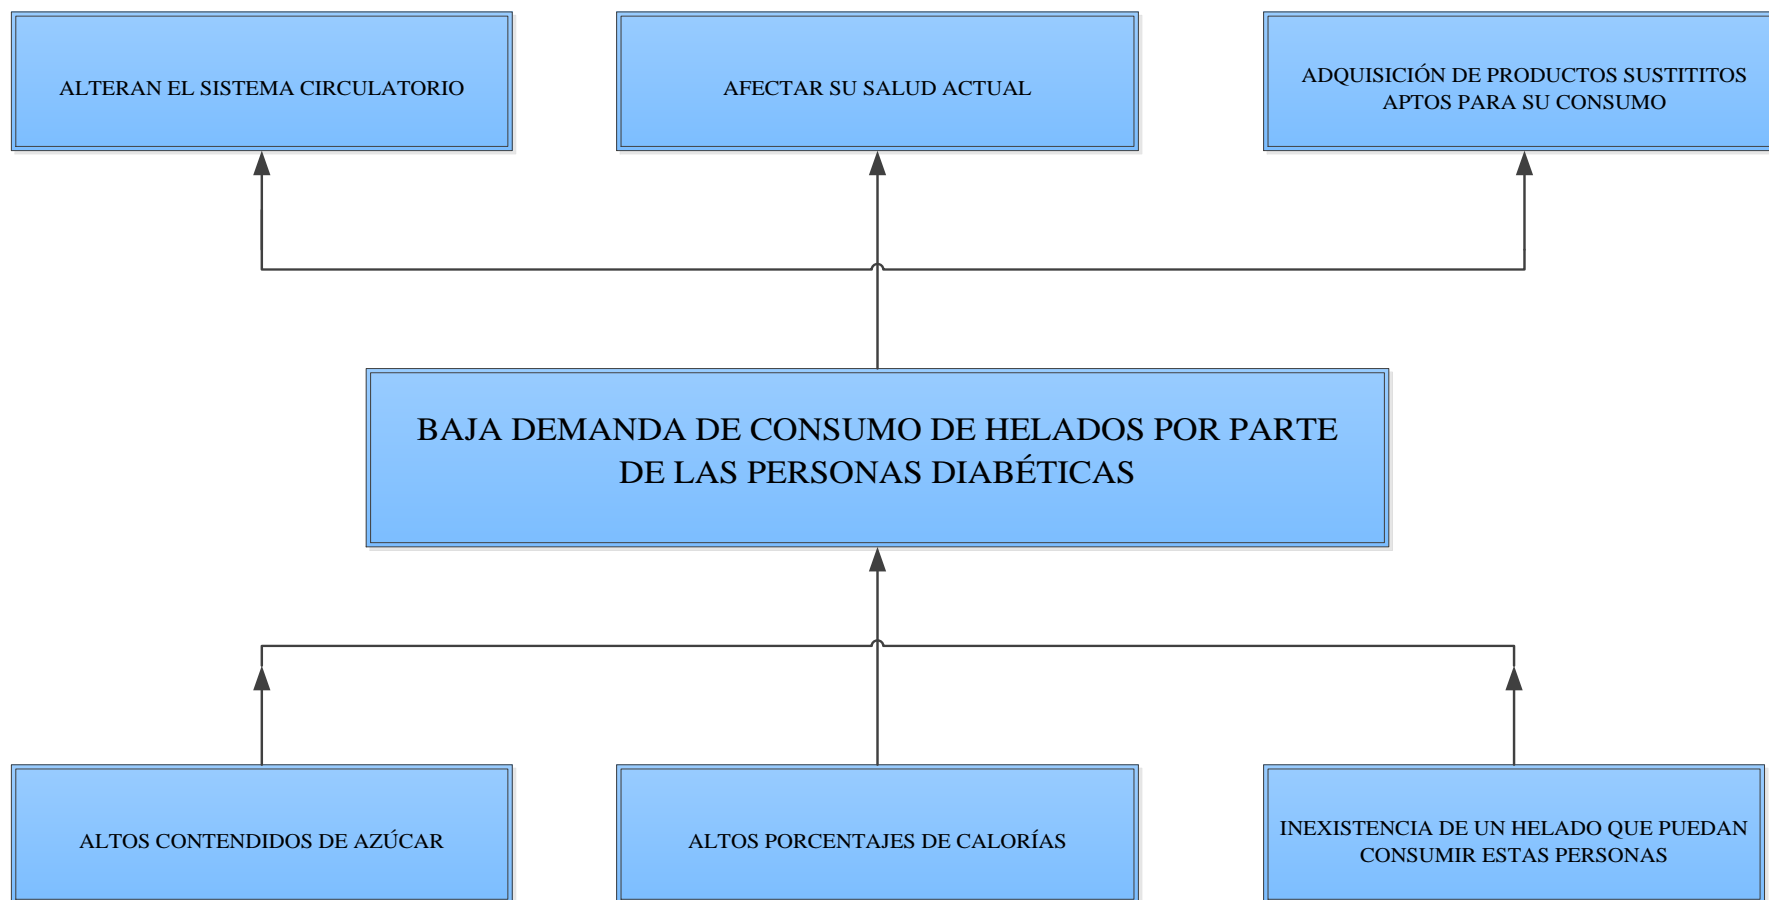 ALTERAN EL SISTEMA CIRCULATORIO
AFECTAR SU SALUD ACTUAL
ADQUISICIÓN DE PRODUCTOS SUSTITITOS
APTOS PARA SU CONSUMO
BAJA DEMANDA DE CONSUMO DE HELADOS POR PARTE
DE LAS PERSONAS DIABÉTICAS
ALTOS CONTENDIDOS DE AZÚCAR
ALTOS PORCENTAJES DE CALORÍAS
INEXISTENCIA DE UN HELADO QUE PUEDAN
CONSUMIR ESTAS PERSONAS